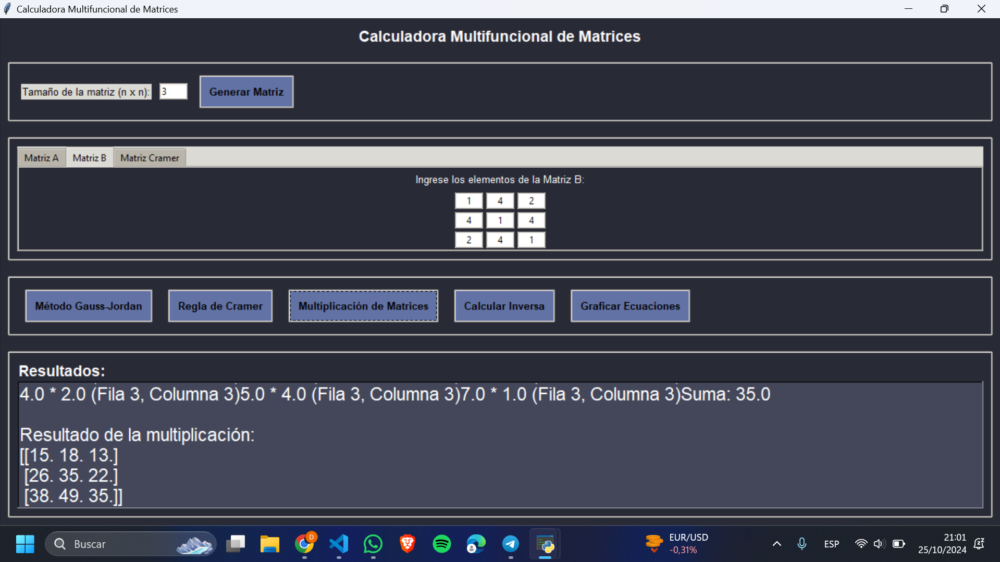 Calculadora Multifuncional de Matrices
Calculadora Multifuncional de Matrices
Tamaño de la matriz (n x n): 3 Generar Matriz
Matriz A Matriz B Matriz Cramer
Ingrese los elementos de la Matriz B:
1 4 2
4 1 4
2 4 1
Método Gauss-Jordan Regla de Cramer Multiplicación de Matrices Calcular Inversa Graficar Ecuaciones
Resultados:
4.0 * 2.0 (Fila 3, Columna 3)5.0 * 4.0 (Fila 3, Columna 3)7.0 * 1.0 (Fila 3, Columna 3)Suma: 35.0
Resultado de la multiplicación:
[[15. 18. 13.]
[26. 35. 22.]
[38. 49. 35.]]
Buscar
D
EUR/USD
-0,31%
ESP
21:01
25/10/2024